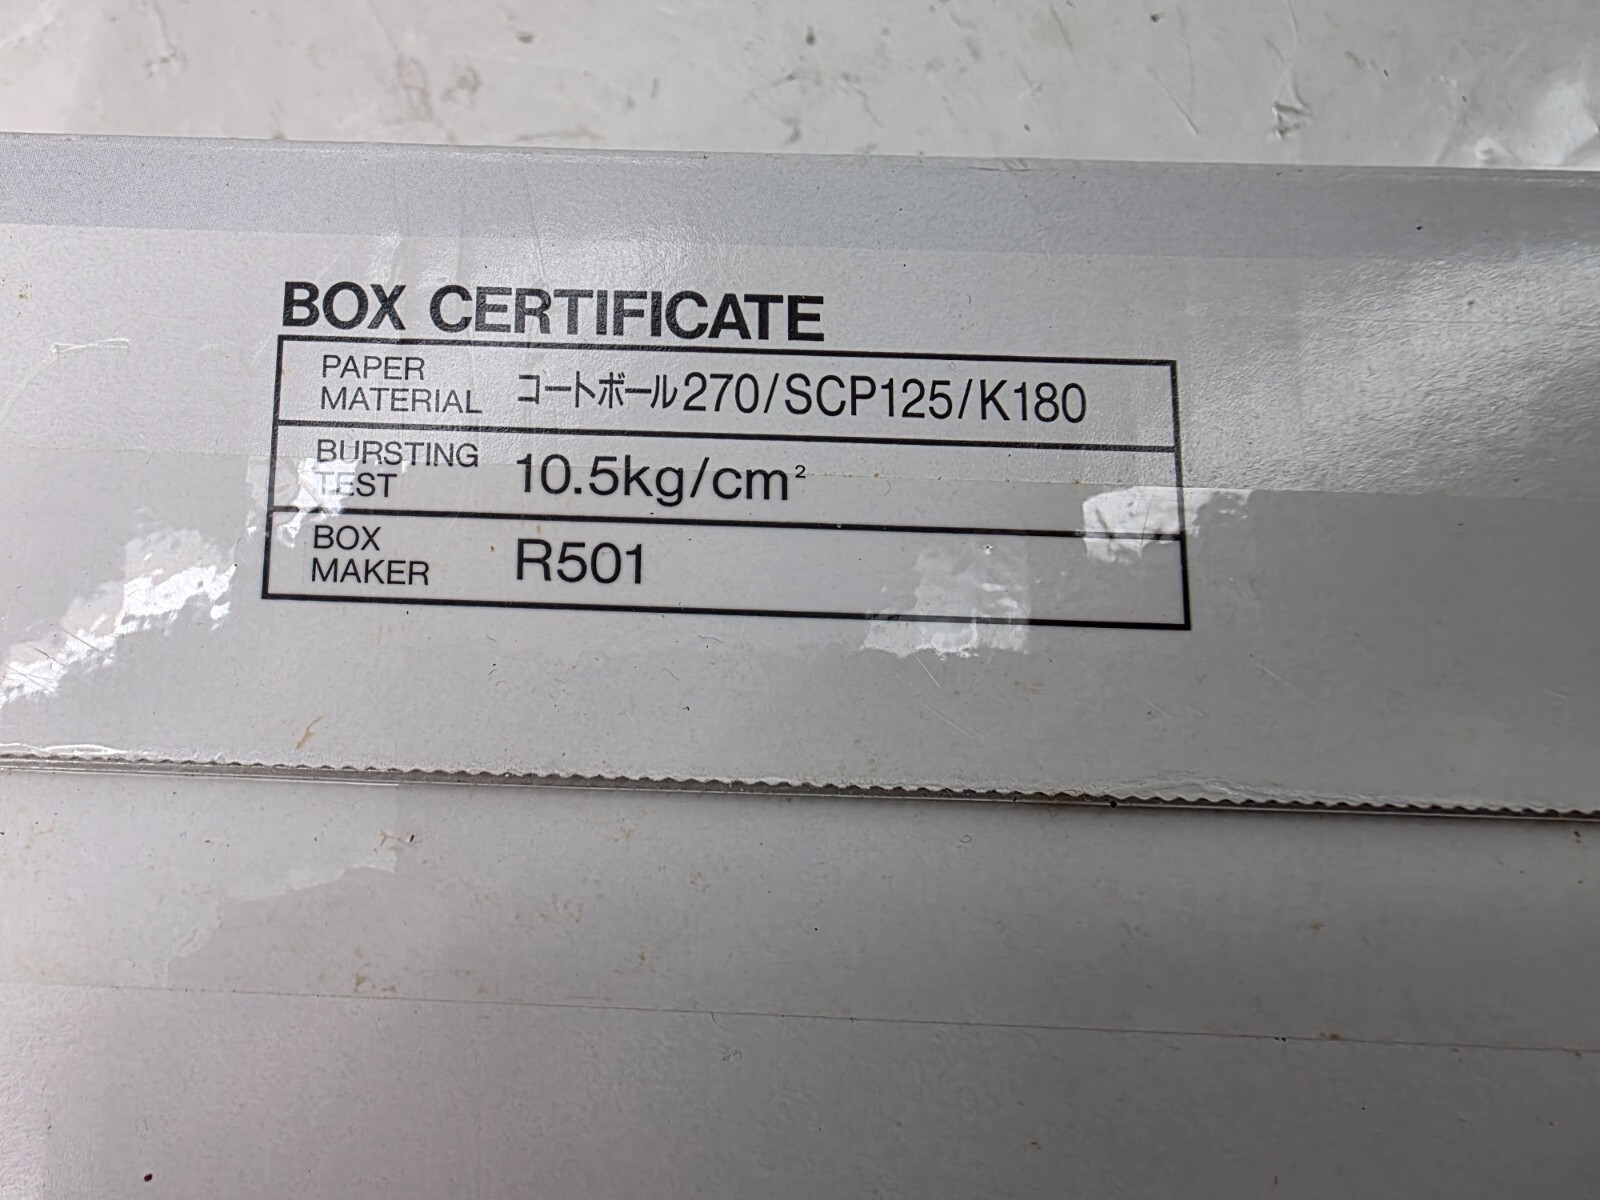 BOX CERTIFICATE
PAPER
MATERIAL
コートボール270/SCP125/K180
BURSTING
TEST
10.5kg/cm²
BOX
MAKER
R501